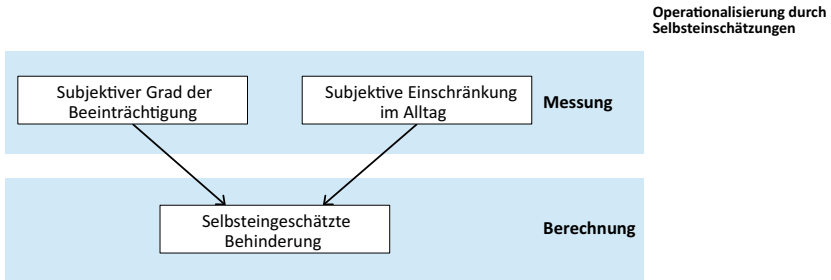 Operationalisierung durch
Selbsteinschätzungen
Subjektiver Grad der
Beeinträchtigung
Subjektive Einschränkung
im Alltag
Messung
Selbsteingeschätzte
Behinderung
Berechnung